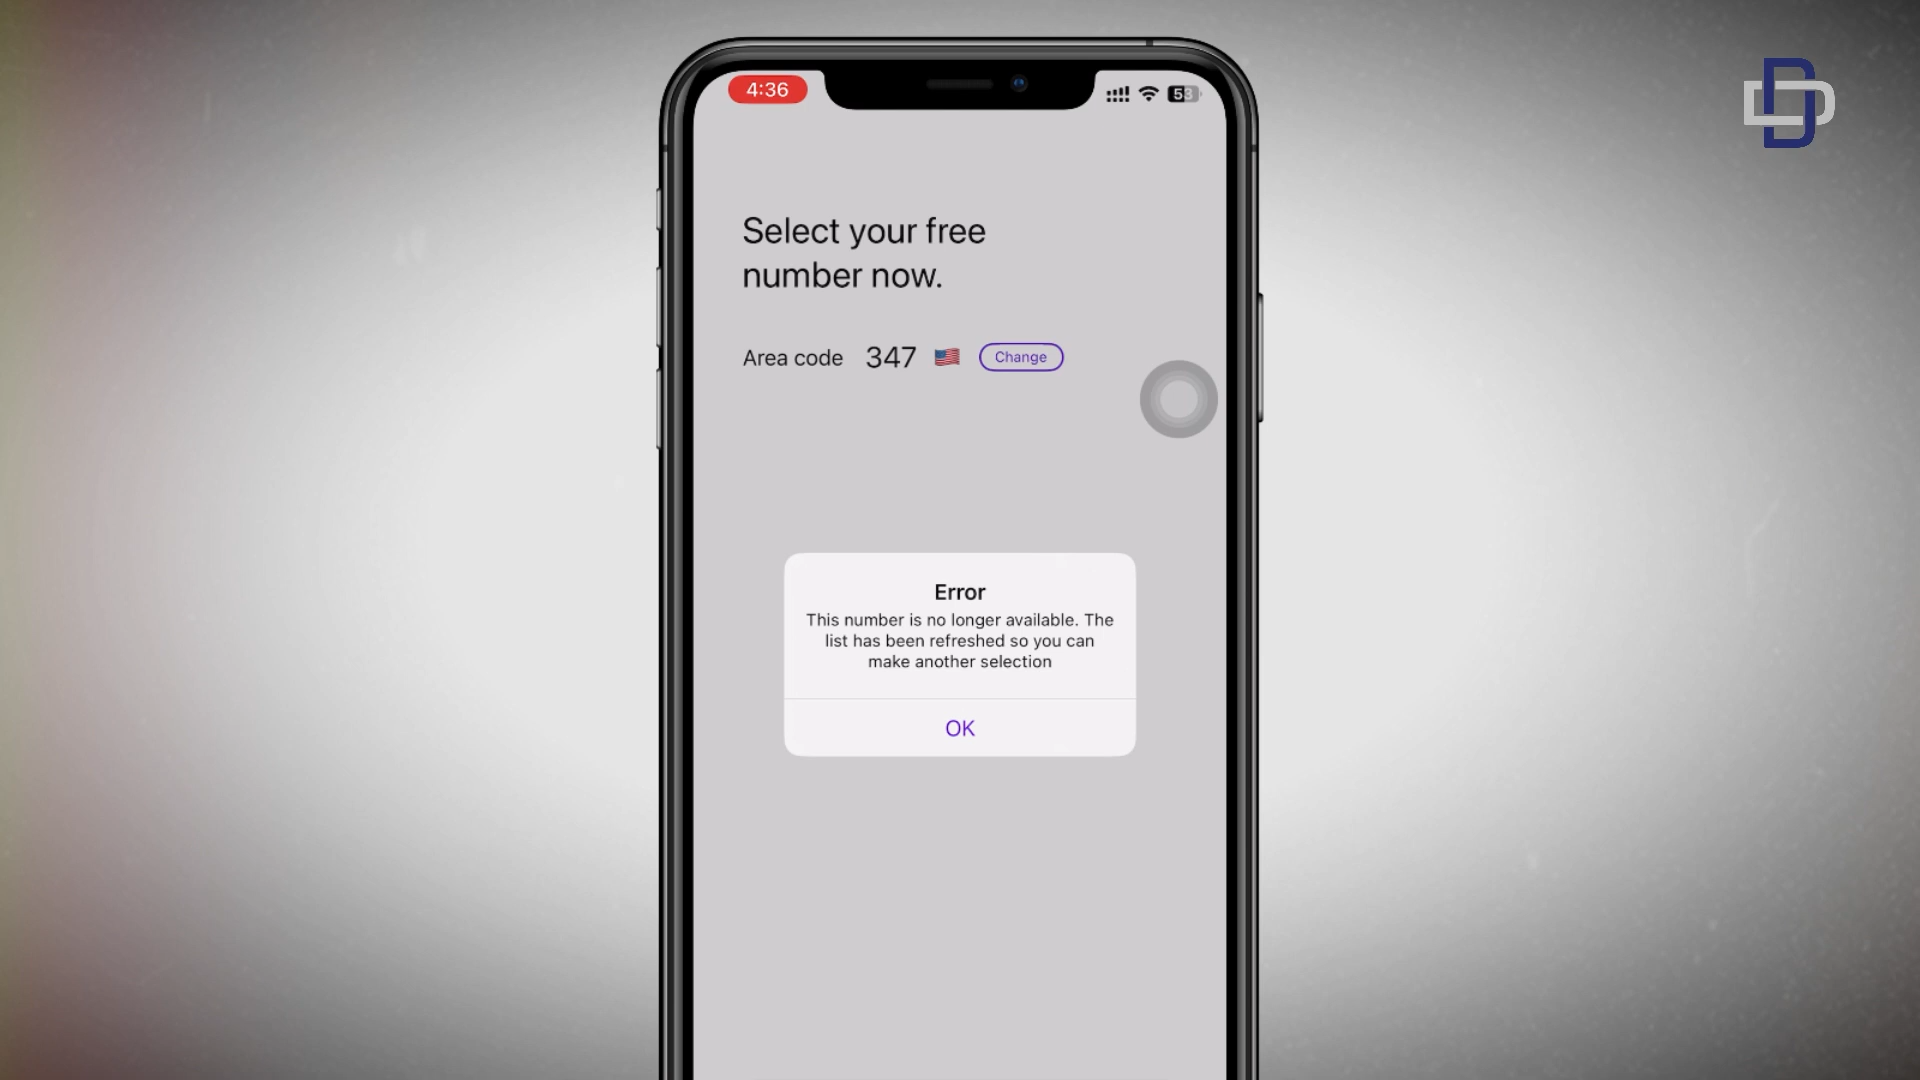 4:36
53
Select your free
number now.
Area code 347 Change
Error
This number is no longer available. The
list has been refreshed so you can
make another selection
OK